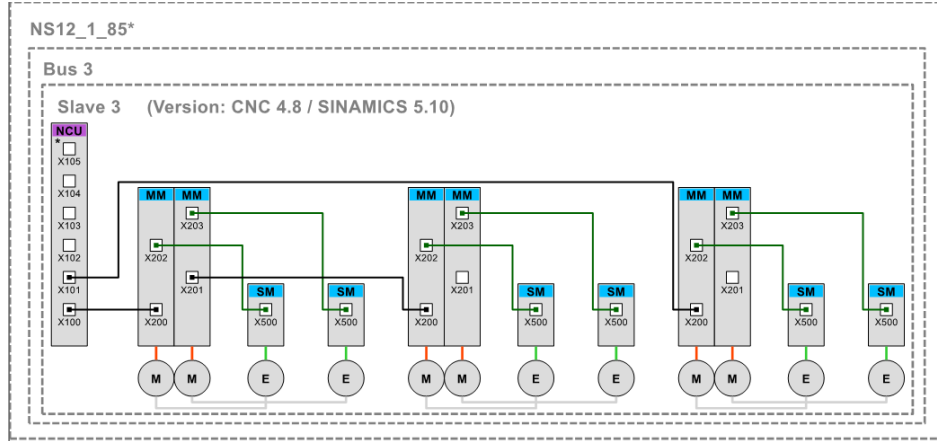 NS12_1_85*
Bus 3
Slave 3 (Version: CNC 4.8 / SINAMICS 5.10)
NCU
*
X105
X104
X103
X102
X101
X100
MM MM
X203
X202
X201
X200
SM
X500
SM
X500
M M E E
MM MM
X203
X202
X201
X200
SM
X500
SM
X500
M M E E
MM MM
X203
X202
X201
X200
SM
X500
SM
X500
M M E E